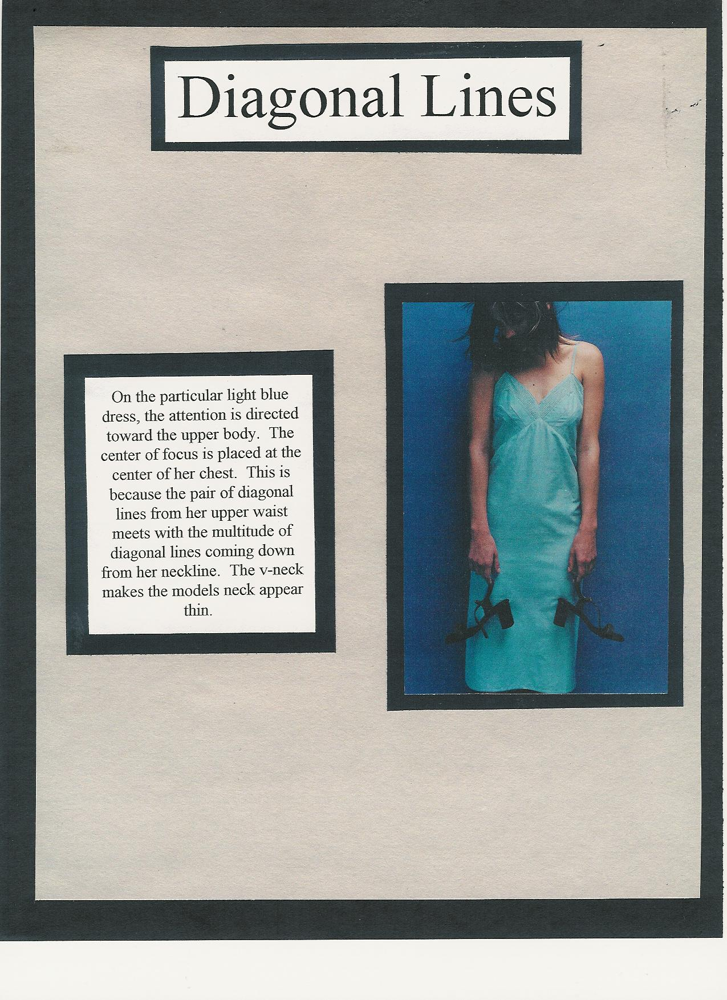 Diagonal Lines
On the particular light blue
dress, the attention is directed
toward the upper body.  The
center of focus is placed at the
center of her chest.  This is
because the pair of diagonal
lines from her upper waist
meets with the multitude of
diagonal lines coming down
from her neckline.  The v-neck
makes the models neck appear
thin.